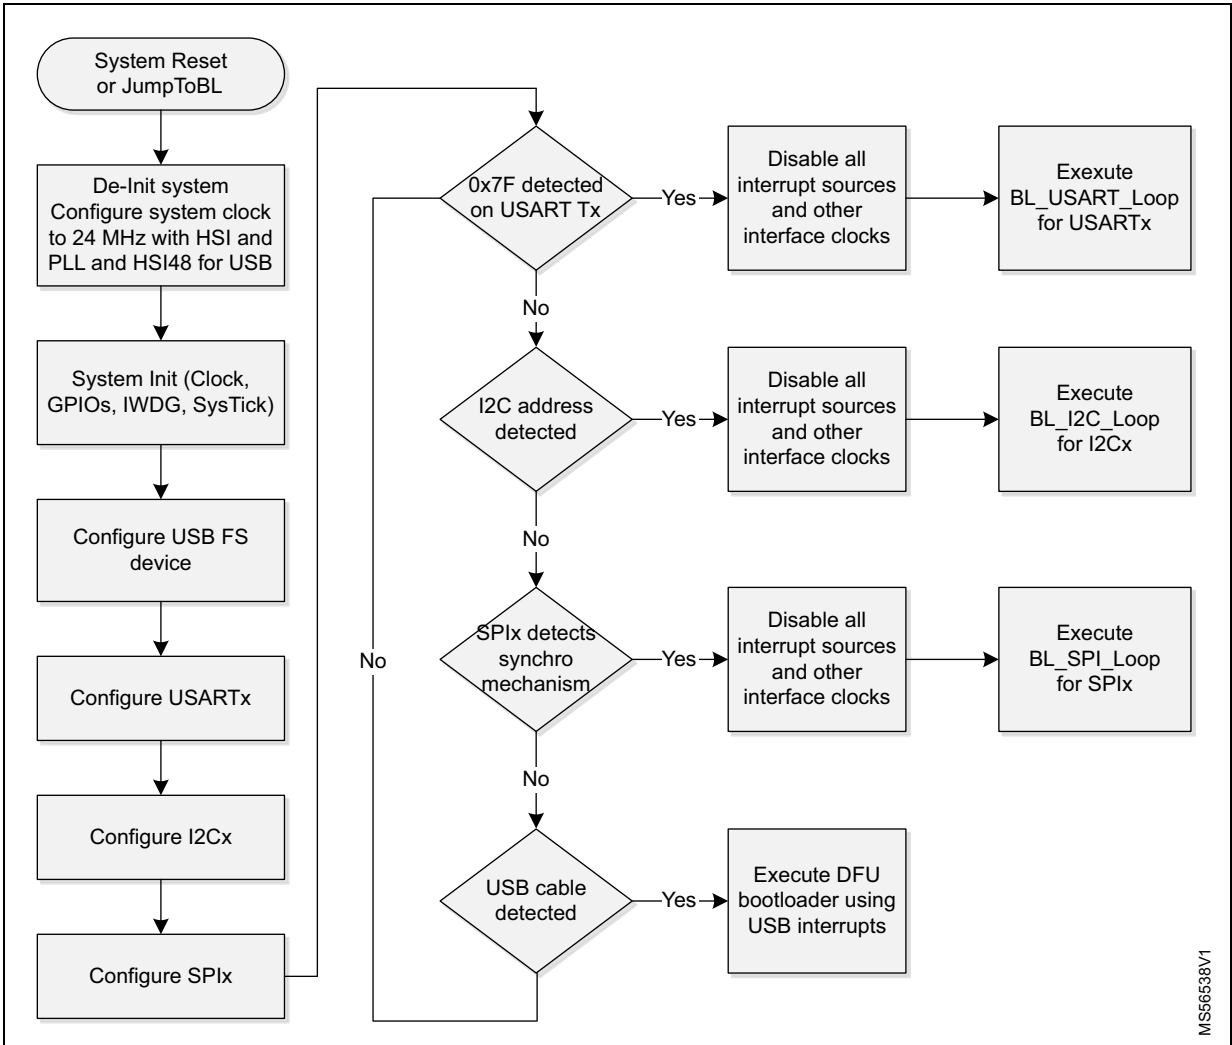 System Reset
or JumpToBL
De-Init system
Configure system clock
to 24 MHz with HSI and
PLL and HSI48 for USB
System Init (Clock,
GPIOs, IWDG, SysTick)
Configure USB FS
device
Configure USARTx
Configure I2Cx
Configure SPIx
0x7F detected
on USART Tx
Yes
Disable all
interrupt sources
and other
interface clocks
Exexute
BL_USART_Loop
for USARTx
No
I2C address
detected
Yes
Disable all
interrupt sources
and other
interface clocks
Execute
BL_I2C_Loop
for I2Cx
No
SPIx detects
synchro
mechanism
Yes
Disable all
interrupt sources
and other
interface clocks
Execute
BL_SPI_Loop
for SPIx
No
No
USB cable
detected
Yes
Execute DFU
bootloader using
USB interrupts
MS56538V1